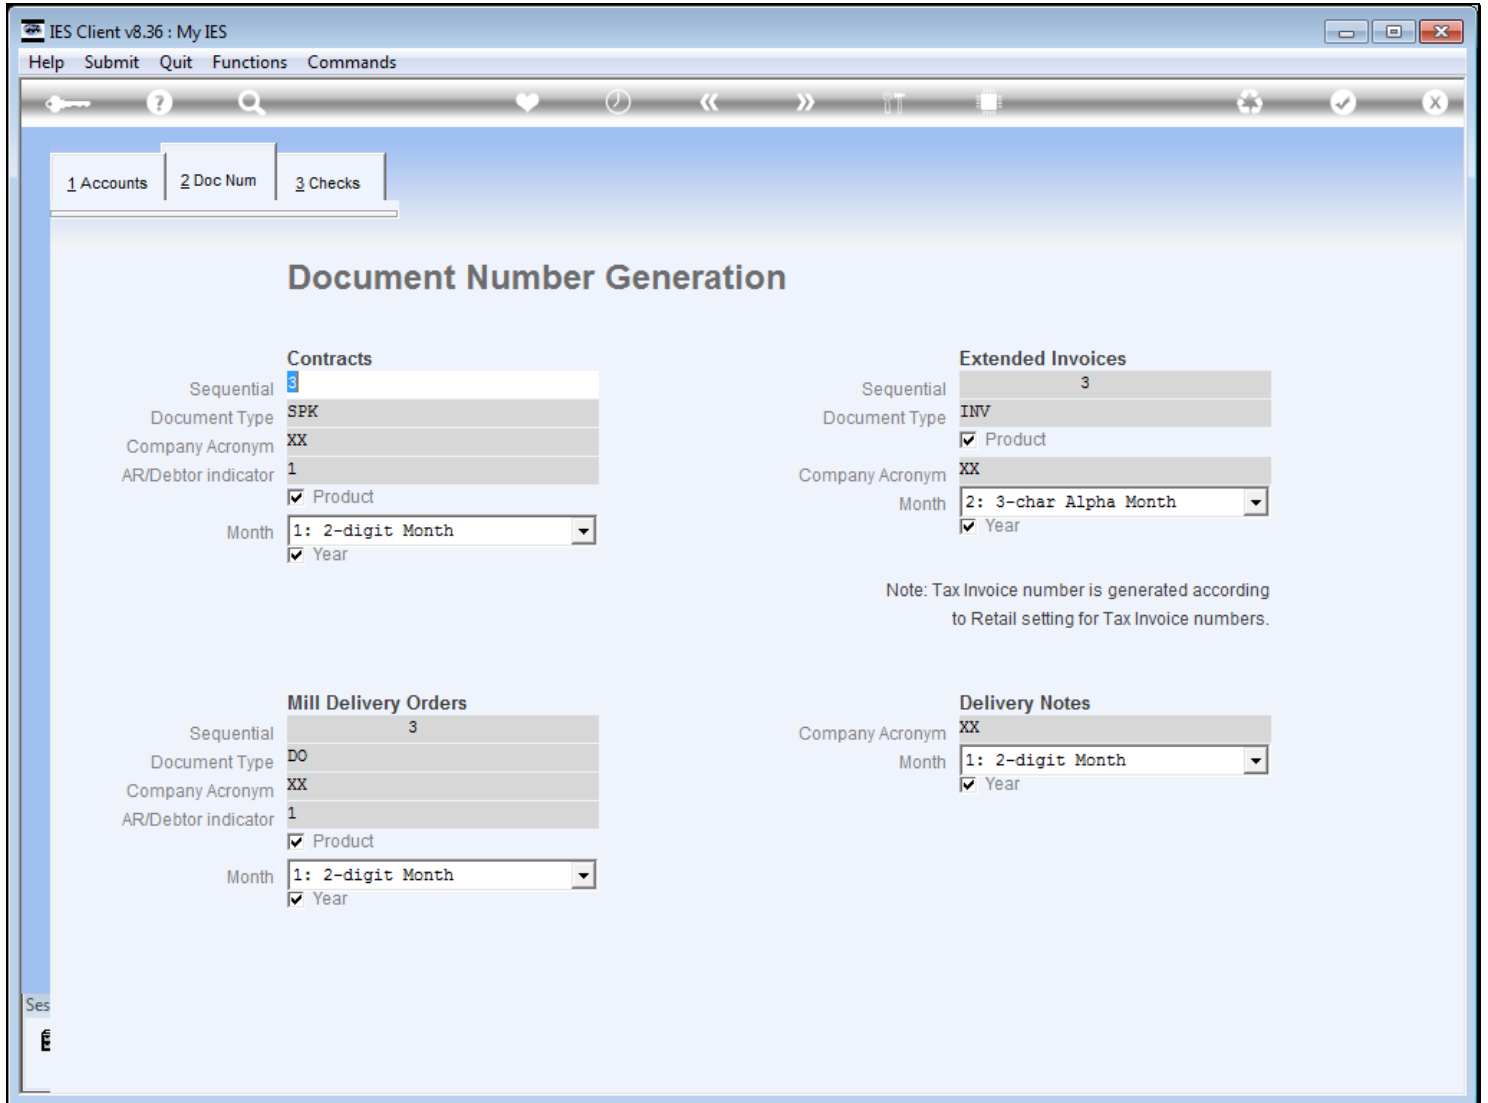 IES Client v8.36 : My IES
Help Submit Quit Functions Commands
1 Accounts
2 Doc Num
3 Checks
Document Number Generation
Contracts
Sequential 3
Document Type SPK
Company Acronym XX
AR/Debtor indicator 1
Product
Month 1: 2-digit Month
Year
Extended Invoices
Sequential 3
Document Type INV
Product
Company Acronym XX
Month 2: 3-char Alpha Month
Year
Note: Tax Invoice number is generated according
to Retail setting for Tax Invoice numbers.
Mill Delivery Orders
Sequential 3
Document Type DO
Company Acronym XX
AR/Debtor indicator 1
Product
Month 1: 2-digit Month
Year
Delivery Notes
Company Acronym XX
Month 1: 2-digit Month
Year
Ses